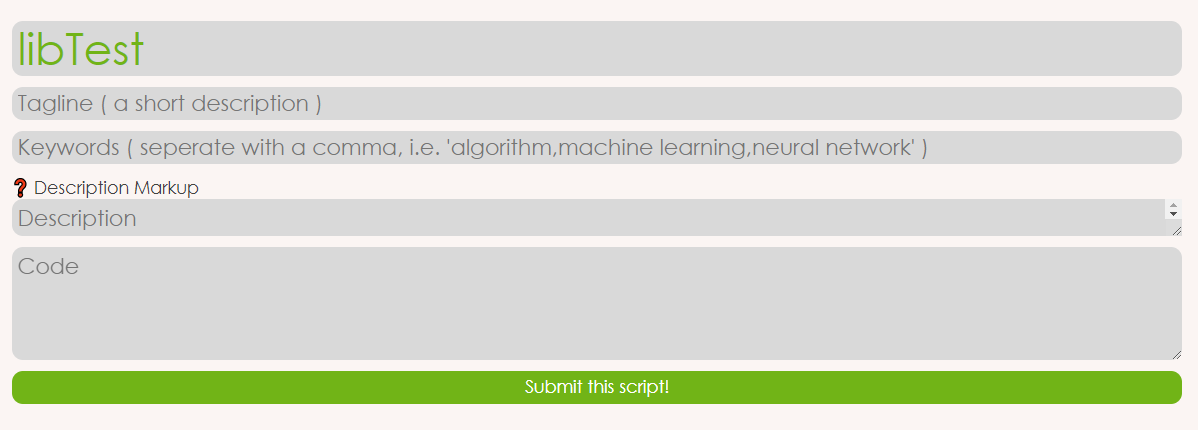 libTest
Tagline ( a short description )
Keywords ( seperate with a comma, i.e. 'algorithm,machine learning,neural network' )
? Description Markup
Description
Code
Submit this script!